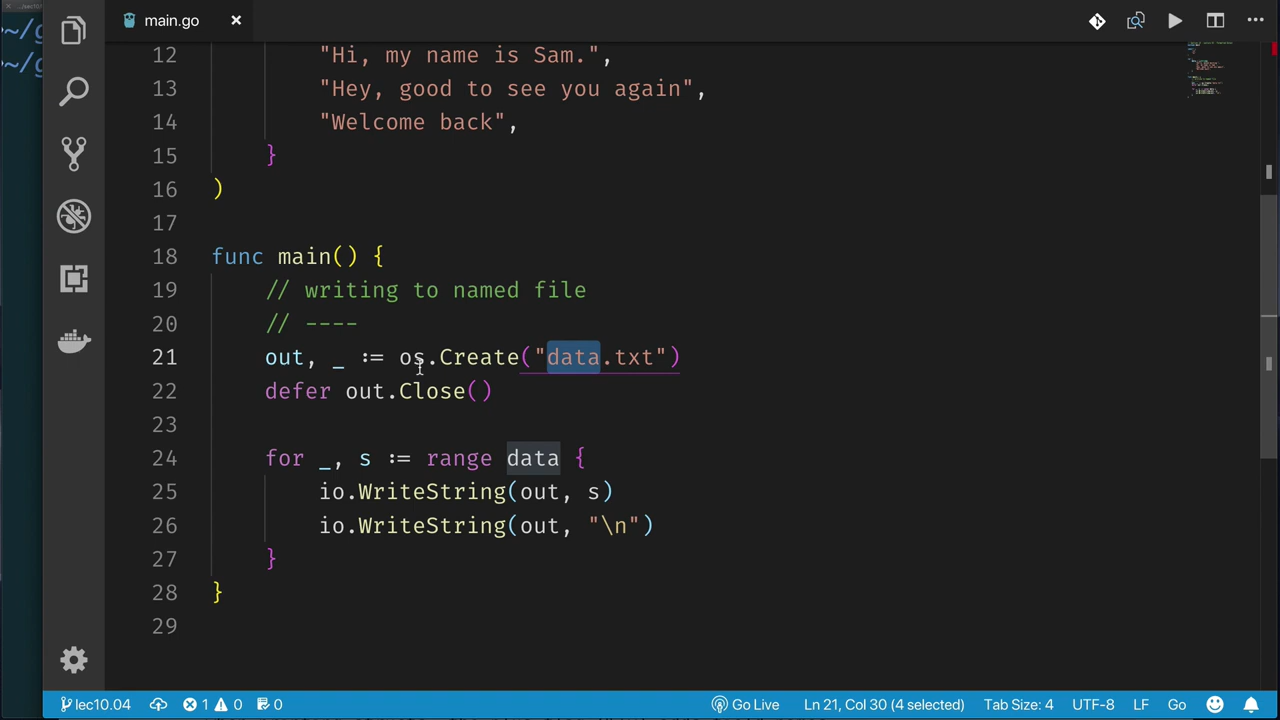 main.go
12 "Hi, my name is Sam.",
13 "Hey, good to see you again",
14 "Welcome back",
15 }
16 )
17
18 func main() {
19 // writing to named file
20 // ----
21 out, _ := os.Create("data.txt")
22 defer out.Close()
23
24 for _, s := range data {
25 io.WriteString(out, s)
26 io.WriteString(out, "\n")
27 }
28 }
29
lec10.04 1 0 0 Go Live Ln 21, Col 30 (4 selected) Tab Size: 4 UTF-8 LF Go